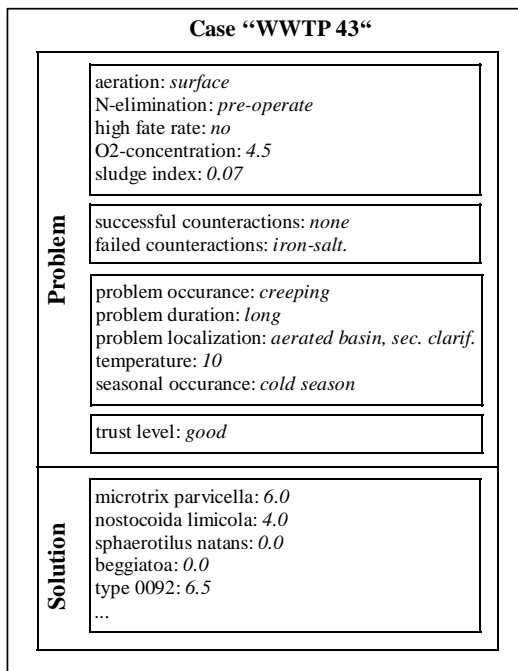 Case “WWTP 43“
Problem
aeration: surface
N-elimination: pre-operate
high fate rate: no
O2-concentration: 4.5
sludge index: 0.07
successful counteractions: none
failed counteractions: iron-salt.
problem occurance: creeping
problem duration: long
problem localization: aerated basin, sec. clarif.
temperature: 10
seasonal occurance: cold season
trust level: good
Solution
microtrix parvicella: 6.0
nostocoida limicola: 4.0
sphaerotilus natans: 0.0
beggiatoa: 0.0
type 0092: 6.5
...